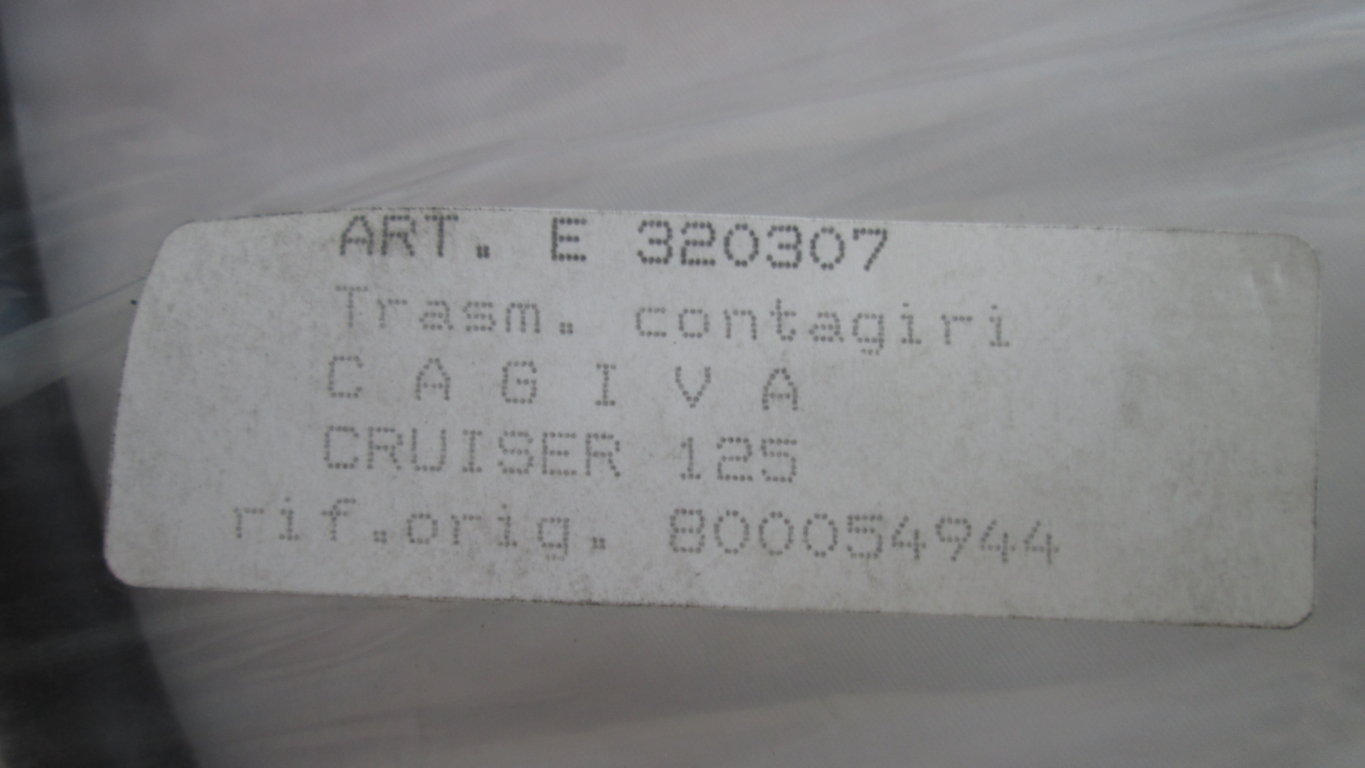 ART. E 320307
Trasm. contagiri
C A G I V A
CRUISER 125
rif.orig. 800054944